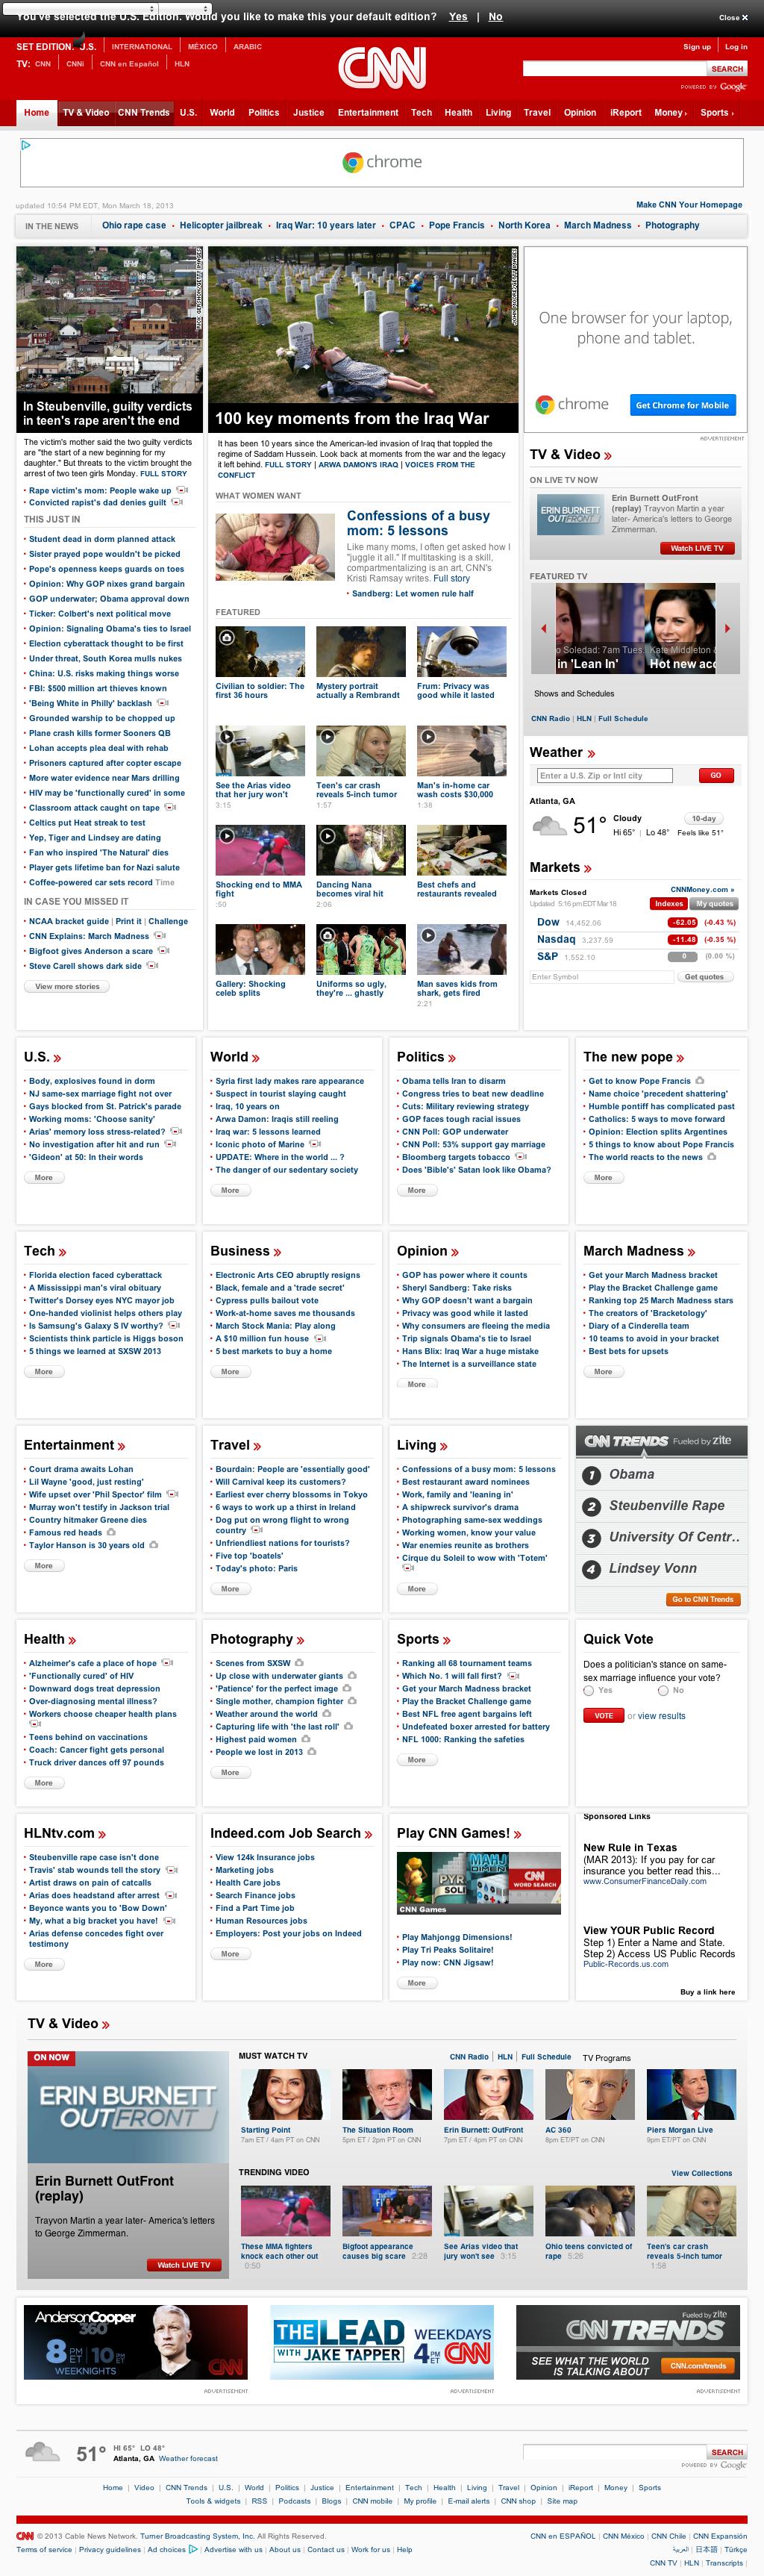 You've selected the U.S. Edition. Would you like to make this your default edition? Yes | No
Close ✕
SET EDITION: U.S. INTERNATIONAL MÉXICO ARABIC
Sign up Log in
TV: CNN CNNi CNN en Español HLN
CNN
SEARCH
POWERED BY Google
Home TV & Video CNN Trends U.S. World Politics Justice Entertainment Tech Health Living Travel Opinion iReport Money Sports
chrome
updated 10:54 PM EDT, Mon March 18, 2013
Make CNN Your Homepage
IN THE NEWS Ohio rape case • Helicopter jailbreak • Iraq War: 10 years later • CPAC • Pope Francis • North Korea • March Madness • Photography
In Steubenville, guilty verdicts
in teen's rape aren't the end
The victim's mother said the two guilty verdicts
are "the start of a new beginning for my
daughter." But threats to the victim brought the
arrest of two teen girls Monday. FULL STORY
Rape victim's mom: People wake up
Convicted rapist's dad denies guilt
THIS JUST IN
Student dead in dorm planned attack
Sister prayed pope wouldn't be picked
Pope's openness keeps guards on toes
Opinion: Why GOP nixes grand bargain
GOP underwater; Obama approval down
Ticker: Colbert's next political move
Opinion: Signaling Obama's ties to Israel
Election cyberattack thought to be first
Under threat, South Korea mulls nukes
China: U.S. risks making things worse
FBI: $500 million art thieves known
'Being White in Philly' backlash
Grounded warship to be chopped up
Plane crash kills former Sooners QB
Lohan accepts plea deal with rehab
Prisoners captured after copter escape
More water evidence near Mars drilling
HIV may be 'functionally cured' in some
Classroom attack caught on tape
Celtics put Heat streak to test
Yep, Tiger and Lindsey are dating
Fan who inspired 'The Natural' dies
Player gets lifetime ban for Nazi salute
Coffee-powered car sets record Time
IN CASE YOU MISSED IT
NCAA bracket guide | Print it | Challenge
CNN Explains: March Madness
Bigfoot gives Anderson a scare
Steve Carell shows dark side
View more stories
100 key moments from the Iraq War
It has been 10 years since the American-led invasion of Iraq that toppled the
regime of Saddam Hussein. Look back at moments from the war and the legacy
it left behind. FULL STORY | ARWA DAMON'S IRAQ | VOICES FROM THE
CONFLICT
WHAT WOMEN WANT
Confessions of a busy
mom: 5 lessons
Like many moms, I often get asked how I
"juggle it all." If multitasking is a skill,
compartmentalizing is an art, CNN's
Kristi Ramsay writes. Full story
Sandberg: Let women rule half
FEATURED
Civilian to soldier: The
first 36 hours
Mystery portrait
actually a Rembrandt
Frum: Privacy was
good while it lasted
See the Arias video
that her jury won't
3:15
Teen's car crash
reveals 5-inch tumor
1:57
Man's in-home car
wash costs $30,000
1:38
Shocking end to MMA
fight
:50
Dancing Nana
becomes viral hit
2:06
Best chefs and
restaurants revealed
Gallery: Shocking
celeb splits
Uniforms so ugly,
they're ... ghastly
Man saves kids from
shark, gets fired
2:21
One browser for your laptop,
phone and tablet.
chrome Get Chrome for Mobile
ADVERTISEMENT
TV & Video
ON LIVE TV NOW
ERIN BURNETT
OUTFRONT
Erin Burnett OutFront
(replay) Trayvon Martin a year
later- America's letters to George
Zimmerman.
Watch LIVE TV
FEATURED TV
o Soledad: 7am Tues. Kate Middleton &
in 'Lean In' Hot new acc
Shows and Schedules
CNN Radio | HLN | Full Schedule
Weather
Enter a U.S. Zip or Intl city GO
Atlanta, GA
51° Cloudy 10-day
Hi 65° | Lo 48° Feels like 51°
Markets
Markets Closed CNNMoney.com »
Updated 5:16 pm EDT Mar 18 Indexes My quotes
Dow 14,452.06 -62.05 (-0.43 %)
Nasdaq 3,237.59 -11.48 (-0.35 %)
S&P 1,552.10 0 (0.00 %)
Enter Symbol Get quotes
U.S.
Body, explosives found in dorm
NJ same-sex marriage fight not over
Gays blocked from St. Patrick's parade
Working moms: 'Choose sanity'
Arias' memory loss stress-related?
No investigation after hit and run
'Gideon' at 50: In their words
More
World
Syria first lady makes rare appearance
Suspect in tourist slaying caught
Iraq, 10 years on
Arwa Damon: Iraqis still reeling
Iraq war: 5 lessons learned
Iconic photo of Marine
UPDATE: Where in the world ... ?
The danger of our sedentary society
More
Politics
Obama tells Iran to disarm
Congress tries to beat new deadline
Cuts: Military reviewing strategy
GOP faces tough racial issues
CNN Poll: GOP underwater
CNN Poll: 53% support gay marriage
Bloomberg targets tobacco
Does 'Bible's' Satan look like Obama?
More
The new pope
Get to know Pope Francis
Name choice 'precedent shattering'
Humble pontiff has complicated past
Catholics: 5 ways to move forward
Opinion: Election splits Argentines
5 things to know about Pope Francis
The world reacts to the news
More
Tech
Florida election faced cyberattack
A Mississippi man's viral obituary
Twitter's Dorsey eyes NYC mayor job
One-handed violinist helps others play
Is Samsung's Galaxy S IV worthy?
Scientists think particle is Higgs boson
5 things we learned at SXSW 2013
More
Business
Electronic Arts CEO abruptly resigns
Black, female and a 'trade secret'
Cypress pulls bailout vote
Work-at-home saves me thousands
March Stock Mania: Play along
A $10 million fun house
5 best markets to buy a home
More
Opinion
GOP has power where it counts
Sheryl Sandberg: Take risks
Why GOP doesn't want a bargain
Privacy was good while it lasted
Why consumers are fleeing the media
Trip signals Obama's tie to Israel
Hans Blix: Iraq War a huge mistake
The Internet is a surveillance state
More
March Madness
Get your March Madness bracket
Play the Bracket Challenge game
Ranking top 25 March Madness stars
The creators of 'Bracketology'
Diary of a Cinderella team
10 teams to avoid in your bracket
Best bets for upsets
More
Entertainment
Court drama awaits Lohan
Lil Wayne 'good, just resting'
Wife upset over 'Phil Spector' film
Murray won't testify in Jackson trial
Country hitmaker Greene dies
Famous red heads
Taylor Hanson is 30 years old
More
Travel
Bourdain: People are 'essentially good'
Will Carnival keep its customers?
Earliest ever cherry blossoms in Tokyo
6 ways to work up a thirst in Ireland
Dog put on wrong flight to wrong
country
Unfriendliest nations for tourists?
Five top 'boatels'
Today's photo: Paris
More
Living
Confessions of a busy mom: 5 lessons
Best restaurant award nominees
Work, family and 'leaning in'
A shipwreck survivor's drama
Photographing same-sex weddings
Working women, know your value
War enemies reunite as brothers
Cirque du Soleil to wow with 'Totem'
More
CNN TRENDS Fueled by zite
1 Obama
2 Steubenville Rape
3 University Of Centr..
4 Lindsey Vonn
Go to CNN Trends
Health
Alzheimer's cafe a place of hope
'Functionally cured' of HIV
Downward dogs treat depression
Over-diagnosing mental illness?
Workers choose cheaper health plans
Teens behind on vaccinations
Coach: Cancer fight gets personal
Truck driver dances off 97 pounds
More
Photography
Scenes from SXSW
Up close with underwater giants
'Patience' for the perfect image
Single mother, champion fighter
Weather around the world
Capturing life with 'the last roll'
Highest paid women
People we lost in 2013
More
Sports
Ranking all 68 tournament teams
Which No. 1 will fall first?
Get your March Madness bracket
Play the Bracket Challenge game
Best NFL free agent bargains left
Undefeated boxer arrested for battery
NFL 1000: Ranking the safeties
More
Quick Vote
Does a politician's stance on same-
sex marriage influence your vote?
Yes No
VOTE or view results
HLNtv.com
Steubenville rape case isn't done
Travis' stab wounds tell the story
Artist draws on pain of catcalls
Arias does headstand after arrest
Beyonce wants you to 'Bow Down'
My, what a big bracket you have!
Arias defense concedes fight over
testimony
More
Indeed.com Job Search
View 124k Insurance jobs
Marketing jobs
Health Care jobs
Search Finance jobs
Find a Part Time job
Human Resources jobs
Employers: Post your jobs on Indeed
More
Play CNN Games!
CNN WORD SEARCH
CNN Games
Play Mahjongg Dimensions!
Play Tri Peaks Solitaire!
Play now: CNN Jigsaw!
More
Sponsored Links
New Rule in Texas
(MAR 2013): If you pay for car
insurance you better read this...
www.ConsumerFinanceDaily.com
View YOUR Public Record
Step 1) Enter a Name and State.
Step 2) Access US Public Records
Public-Records.us.com
Buy a link here
TV & Video
ON NOW
ERIN BURNETT
OUTFRONT
Erin Burnett OutFront
(replay)
Trayvon Martin a year later- America's letters
to George Zimmerman.
Watch LIVE TV
MUST WATCH TV CNN Radio | HLN | Full Schedule TV Programs
Starting Point
7am ET / 4am PT on CNN
The Situation Room
5pm ET / 2pm PT on CNN
Erin Burnett: OutFront
7pm ET / 4pm PT on CNN
AC 360
8pm ET/PT on CNN
Piers Morgan Live
9pm ET/PT on CNN
TRENDING VIDEO View Collections
These MMA fighters
knock each other out
0:50
Bigfoot appearance
causes big scare 2:28
See Arias video that
jury won't see 3:15
Ohio teens convicted of
rape 5:26
Teen's car crash
reveals 5-inch tumor
1:58
Anderson Cooper
360°
8 PM ET | 10 PM ET
WEEKNIGHTS
CNN
THE LEAD
WITH JAKE TAPPER
WEEKDAYS
4 PM ET CNN
Fueled by zite
CNN TRENDS
SEE WHAT THE WORLD
IS TALKING ABOUT
CNN.com/trends
ADVERTISEMENT ADVERTISEMENT ADVERTISEMENT
51° HI 65° LO 48°
Atlanta, GA Weather forecast
SEARCH
POWERED BY Google
Home | Video | CNN Trends | U.S. | World | Politics | Justice | Entertainment | Tech | Health | Living | Travel | Opinion | iReport | Money | Sports
Tools & widgets | RSS | Podcasts | Blogs | CNN mobile | My profile | E-mail alerts | CNN shop | Site map
CNN © 2013 Cable News Network. Turner Broadcasting System, Inc. All Rights Reserved.
Terms of service | Privacy guidelines | Ad choices | Advertise with us | About us | Contact us | Work for us | Help
CNN en ESPAÑOL | CNN México | CNN Chile | CNN Expansión
العربية | 日本語 | Türkçe
CNN TV | HLN | Transcripts